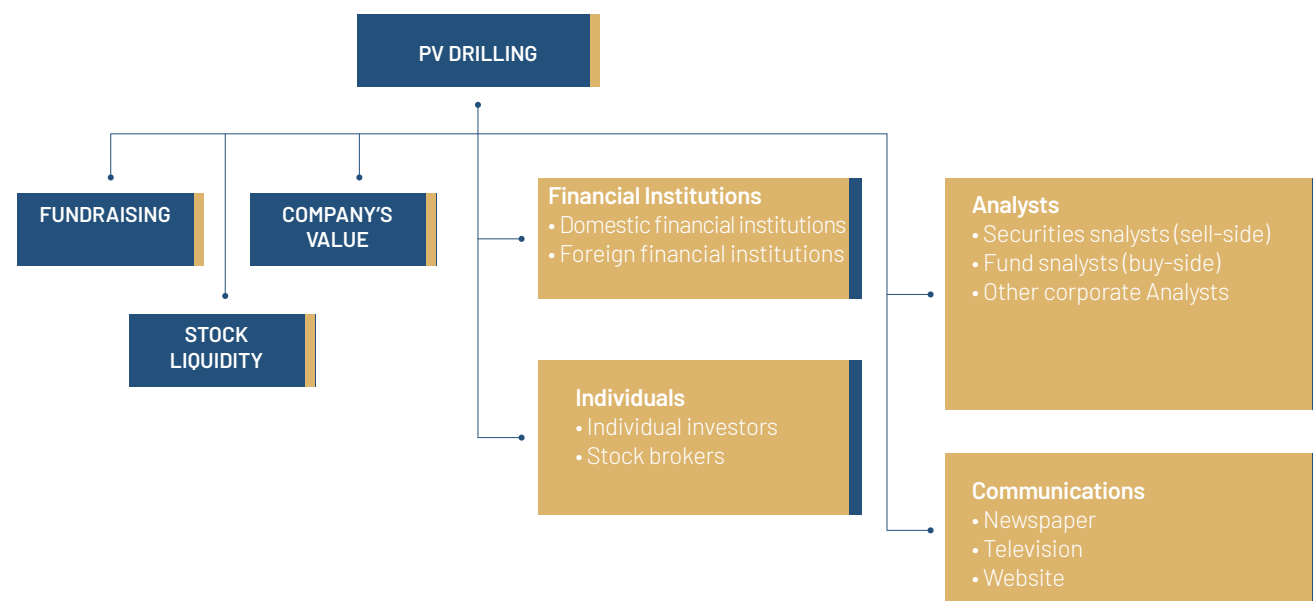 PV DRILLING
FUNDRAISING
COMPANY'S
VALUE
STOCK
LIQUIDITY
Financial Institutions
• Domestic financial institutions
• Foreign financial institutions
Individuals
• Individual investors
• Stock brokers
Analysts
• Securities snalysts (sell-side)
• Fund snalysts (buy-side)
• Other corporate Analysts
Communications
• Newspaper
• Television
• Website